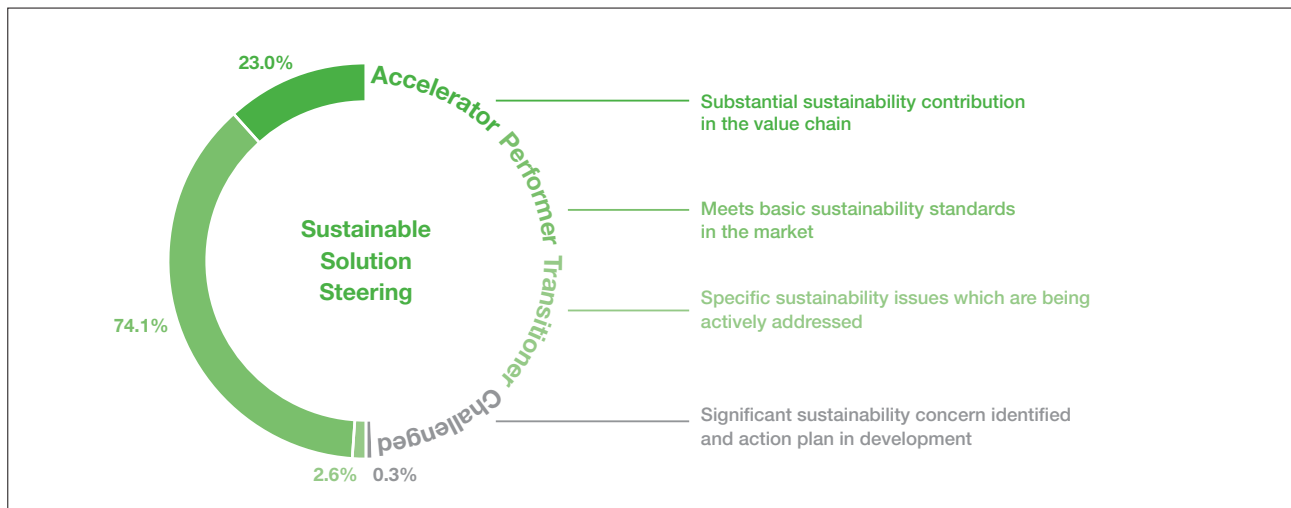 23.0%
Accelerator
Performer
Transitioner
Challenged
Substantial sustainability contribution
in the value chain
Meets basic sustainability standards
in the market
Sustainable
Solution
Steering
Specific sustainability issues which are being
actively addressed
74.1%
Significant sustainability concern identified
and action plan in development
2.6%
0.3%